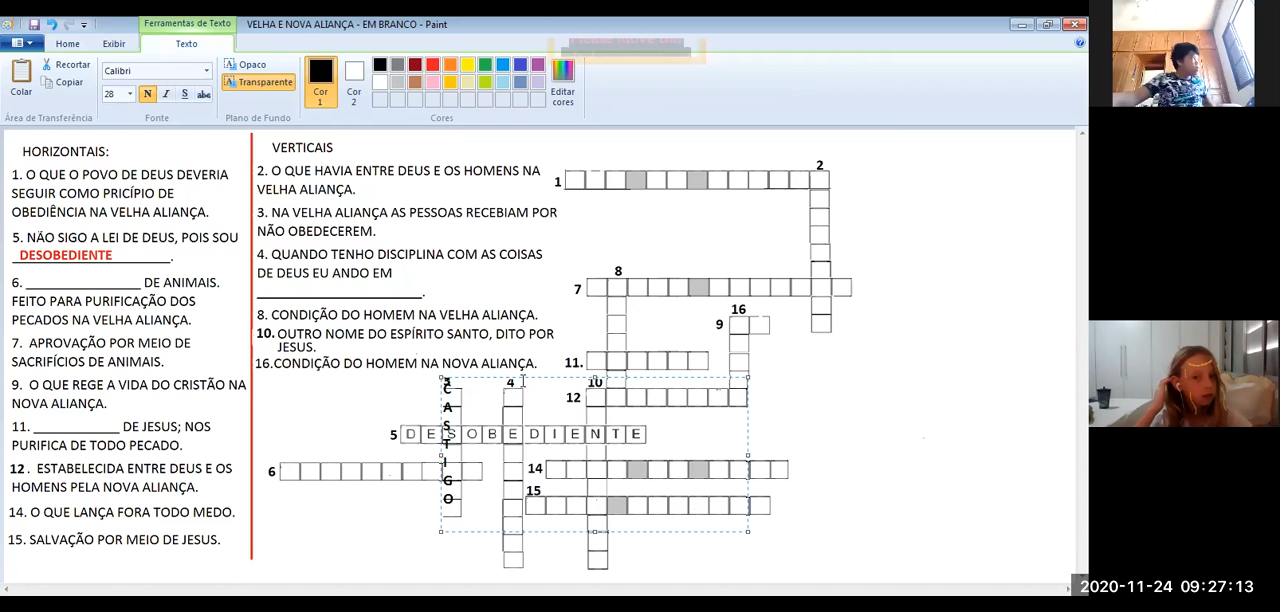 Ferramentas de Texto
VELHA E NOVA ALIANÇA - EM BRANCO - Paint
Home
Exibir
Texto
Colar
Recortar
Copiar
Área de Transferência
Calibri
28
N
I
S
abc
Fonte
Opaco
Transparente
Plano de Fundo
Cor
1
Cor
2
Editar
cores
Cores
HORIZONTAIS:
1. O QUE O POVO DE DEUS DEVERIA
SEGUIR COMO PRICÍPIO DE
OBEDIÊNCIA NA VELHA ALIANÇA.
5. NÃO SIGO A LEI DE DEUS, POIS SOU
DESOBEDIENTE
6. ________________ DE ANIMAIS.
FEITO PARA PURIFICAÇÃO DOS
PECADOS NA VELHA ALIANÇA.
7. APROVAÇÃO POR MEIO DE
SACRIFÍCIOS DE ANIMAIS.
9. O QUE REGE A VIDA DO CRISTÃO NA
NOVA ALIANÇA.
11. ____________ DE JESUS; NOS
PURIFICA DE TODO PECADO.
12. ESTABELECIDA ENTRE DEUS E OS
HOMENS PELA NOVA ALIANÇA.
14. O QUE LANÇA FORA TODO MEDO.
15. SALVAÇÃO POR MEIO DE JESUS.
VERTICAIS
2. O QUE HAVIA ENTRE DEUS E OS HOMENS NA
VELHA ALIANÇA.
3. NA VELHA ALIANÇA AS PESSOAS RECEBIAM POR
NÃO OBEDECEREM.
4. QUANDO TENHO DISCIPLINA COM AS COISAS
DE DEUS EU ANDO EM
_______________________.
8. CONDIÇÃO DO HOMEM NA VELHA ALIANÇA.
10. OUTRO NOME DO ESPÍRITO SANTO, DITO POR
JESUS.
16.CONDIÇÃO DO HOMEM NA NOVA ALIANÇA.
2
1
8
7
16
9
11.
3
4
10
12
CASTIGO
5 DESOBEDIENTE
6
14
15
2020-11-24 09:27:13